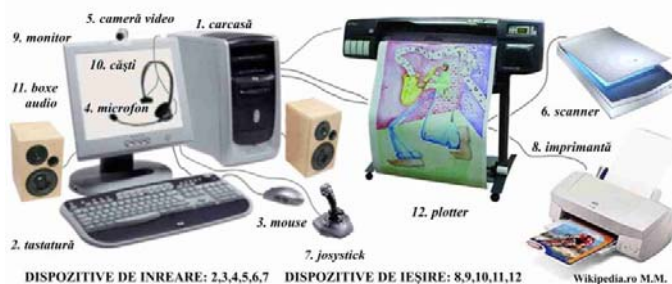 5. cameră video
1. carcasă
9. monitor
10. căști
11. boxe
audio
4. microfon
6. scanner
8. imprimantă
3. mouse
12. plotter
2. tastatură
7. josystick
DISPOZITIVE DE INREARE: 2,3,4,5,6,7
DISPOZITIVE DE IEȘIRE: 8,9,10,11,12
Wikipedia.ro M.M.